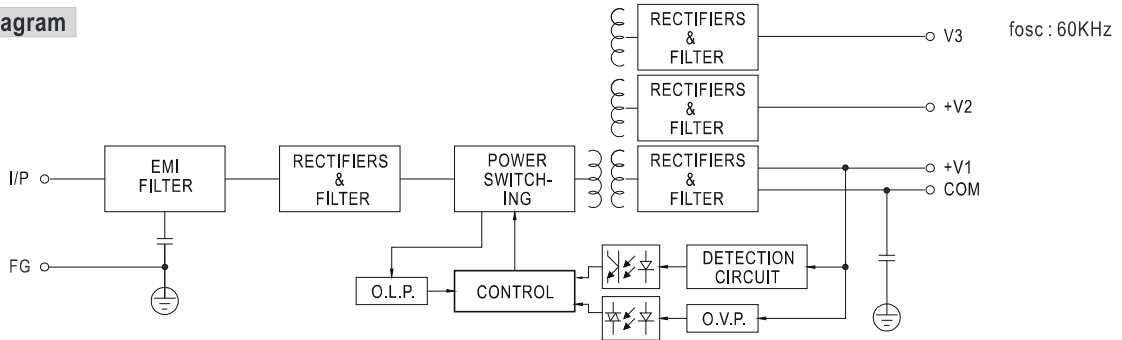 agram
RECTIFIERS
&
FILTER
V3
fosc : 60KHz
RECTIFIERS
&
FILTER
+V2
I/P
EMI
FILTER
RECTIFIERS
&
FILTER
POWER
SWITCH-
ING
RECTIFIERS
&
FILTER
+V1
COM
FG
O.L.P.
CONTROL
DETECTION
CIRCUIT
O.V.P.